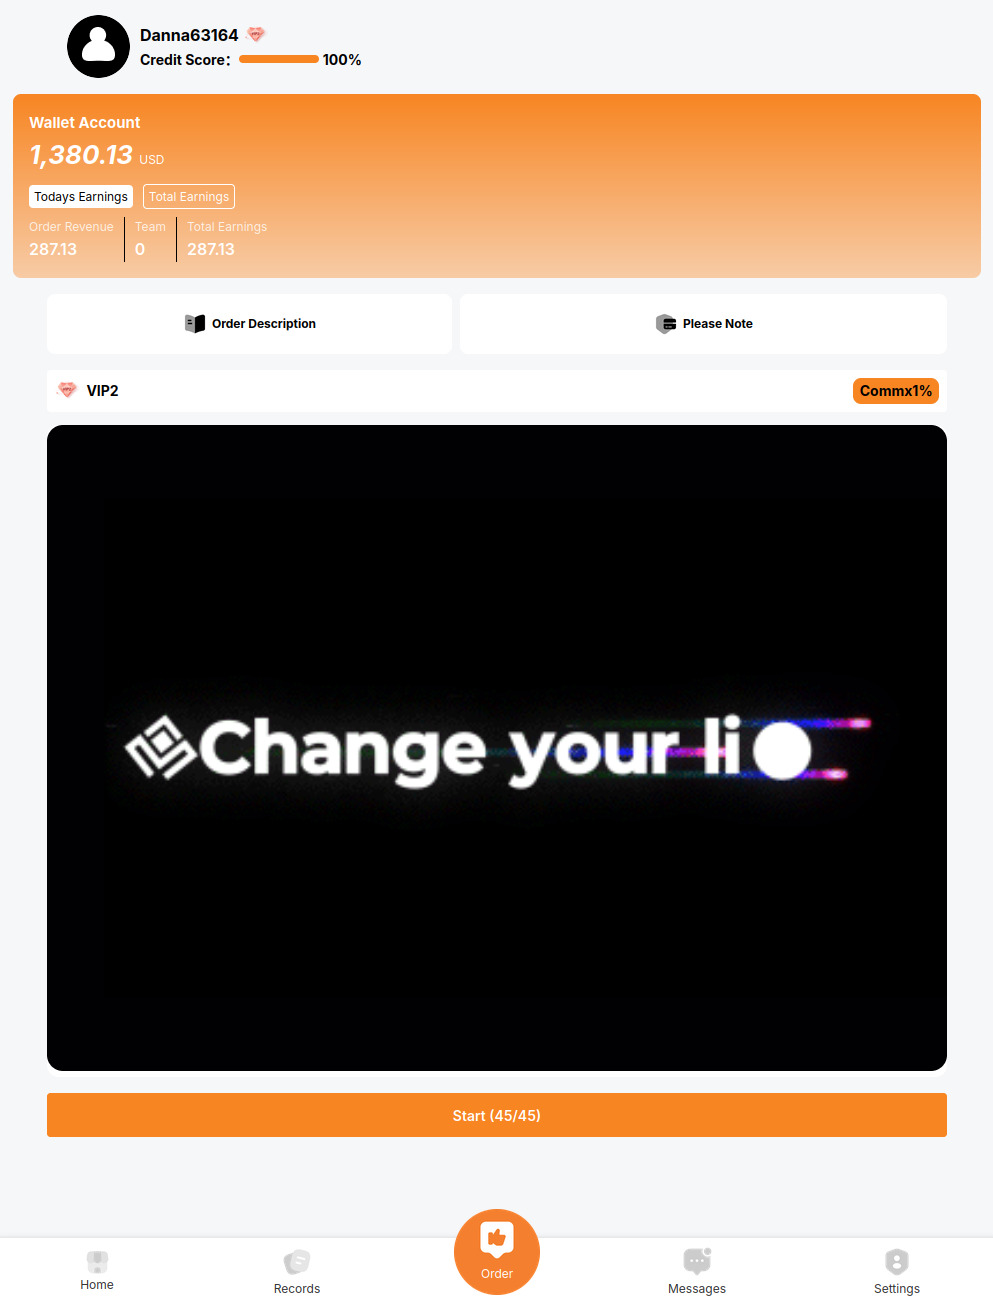 Danna63164
Credit Score: 100%
Wallet Account
1,380.13 USD
Todays Earnings Total Earnings
Order Revenue Team Total Earnings
287.13 0 287.13
Order Description Please Note
VIP2 Commx1%
Change your li
Start (45/45)
Home Records Order Messages Settings